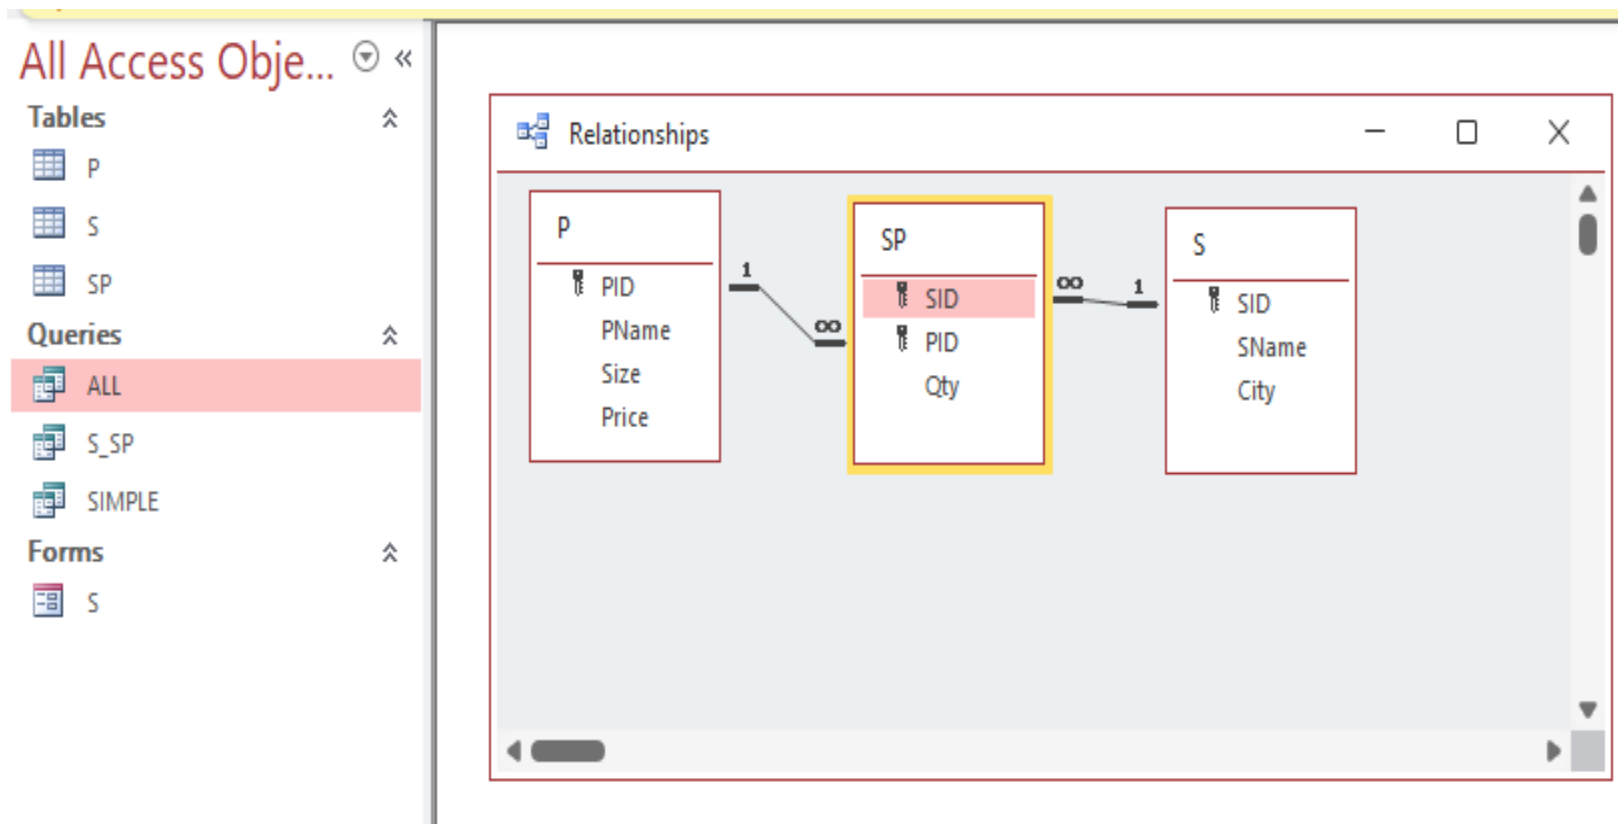 All Access Obje...
Tables
P
S
SP
Queries
ALL
S_SP
SIMPLE
Forms
S
Relationships
P
PID
PName
Size
Price
1
∞
SP
SID
PID
Qty
∞
1
S
SID
SName
City